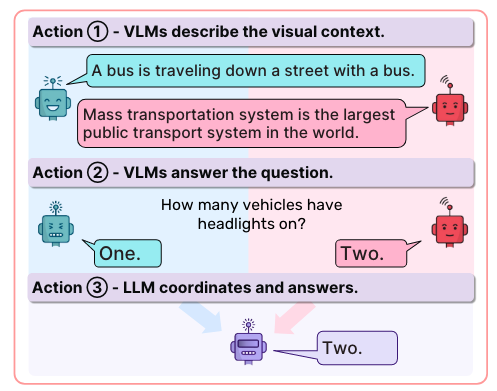 Action ① - VLMs describe the visual context.
A bus is traveling down a street with a bus.
Mass transportation system is the largest
public transport system in the world.
Action ② - VLMs answer the question.
How many vehicles have
headlights on?
One.
Two.
Action ③ - LLM coordinates and answers.
Two.